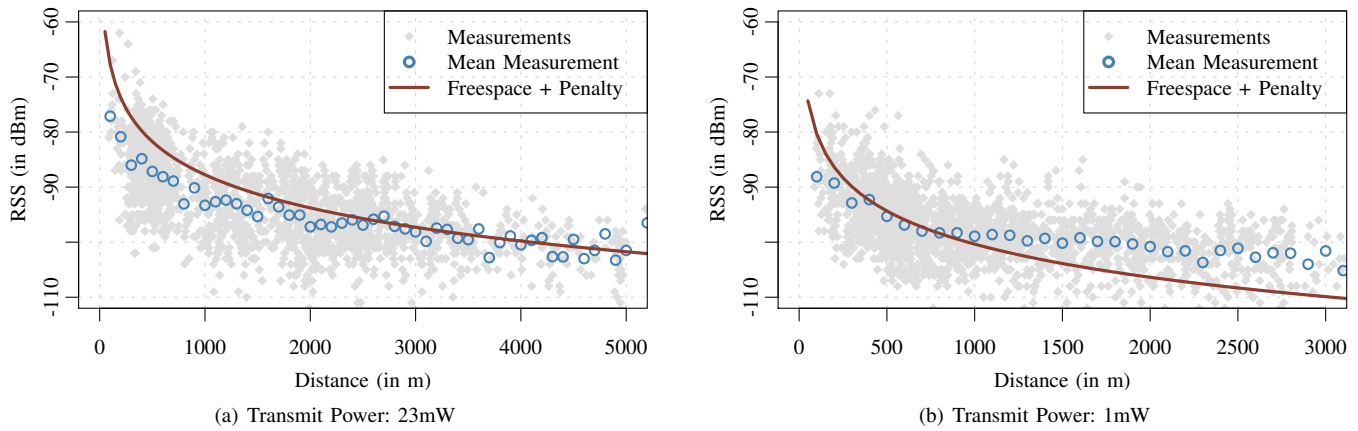 -60
-70
-80
-90
-110
RSS (in dBm)
Measurements
Mean Measurement
Freespace + Penalty
0
1000
2000
3000
4000
5000
Distance (in m)
(a) Transmit Power: 23mW
-60
-70
-80
-90
-110
RSS (in dBm)
Measurements
Mean Measurement
Freespace + Penalty
0
500
1000
1500
2000
2500
3000
Distance (in m)
(b) Transmit Power: 1mW